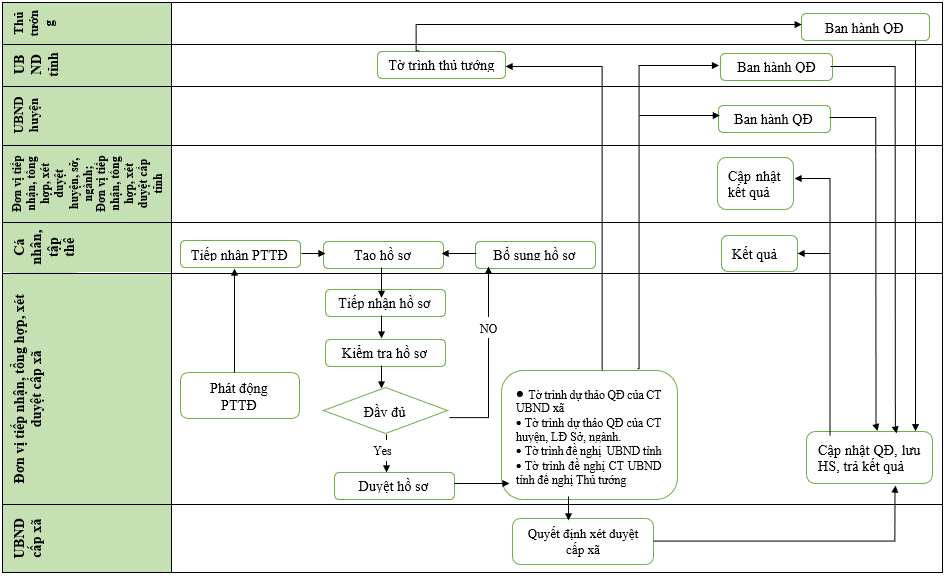 Thủ
tướn
g
Ban hành QĐ
UB
ND
tỉnh
Tờ trình thủ tướng
Ban hành QĐ
UBND
huyện
Ban hành QĐ
Đơn vị tiếp
nhận, tổng
hợp, xét
duyệt
huyện, sở,
ngành;
Đơn vị tiếp
nhận, tổng
hợp, xét
duyệt cấp
tỉnh
Cập nhật
kết quả
Cá
nhân,
tập
thể
Tiếp nhân PTTĐ
Tao hồ sơ
Bổ sung hồ sơ
Kết quả
Đơn vị tiếp nhận, tổng hợp, xét
duyệt cấp xã
Tiếp nhận hồ sơ
NO
Kiểm tra hồ sơ
Phát động
PTTĐ
Đầy đủ
Yes
Duyệt hồ sơ
● Tờ trình dự thảo QĐ của CT
UBND xã
• Tờ trình dự thảo QĐ của CT
huyện, LĐ Sở, ngành.
• Tờ trình đề nghị UBND tỉnh
• Tờ trình đề nghị CT UBND
tỉnh đề nghị Thủ tướng
Cập nhật QĐ, lưu
HS, trả kết quả
UBND
cấp xã
Quyết định xét duyệt
cấp xã